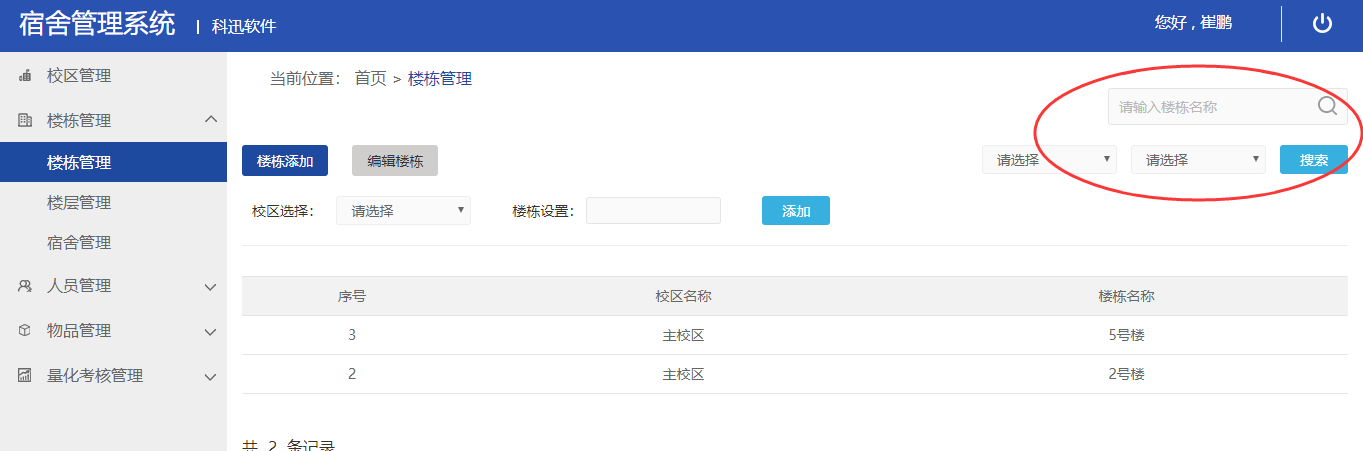 宿舍管理系统 | 科迅软件
您好 , 崔鹏
校区管理
楼栋管理
楼栋管理
楼层管理
宿舍管理
人员管理
物品管理
量化考核管理
当前位置： 首页 > 楼栋管理
请输入楼栋名称
楼栋添加 编辑楼栋 请选择 请选择 搜索
校区选择： 请选择 楼栋设置： 添加
序号 校区名称 楼栋名称
3 主校区 5号楼
2 主校区 2号楼
共 2 条记录